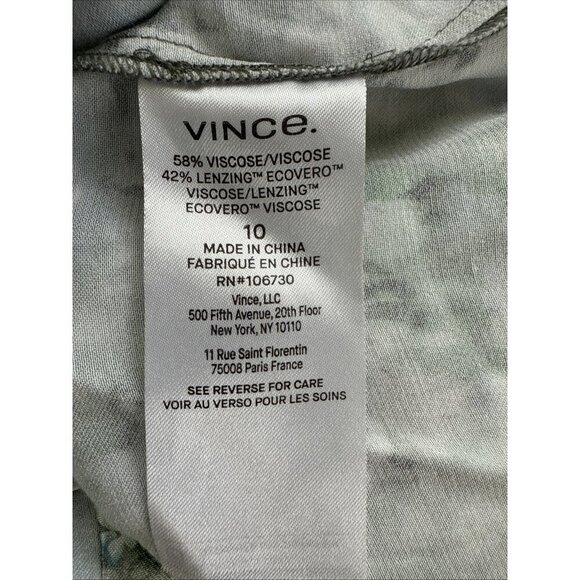 VINCE.
58% VISCOSE/VISCOSE
42% LENZING™ ECOVERO™
VISCOSE/LENZING™
ECOVERO™ VISCOSE
10
MADE IN CHINA
FABRIQUÉ EN CHINE
RN#106730
Vince, LLC
500 Fifth Avenue, 20th Floor
New York, NY 10110
11 Rue Saint Florentin
75008 Paris France
SEE REVERSE FOR CARE
VOIR AU VERSO POUR LES SOINS